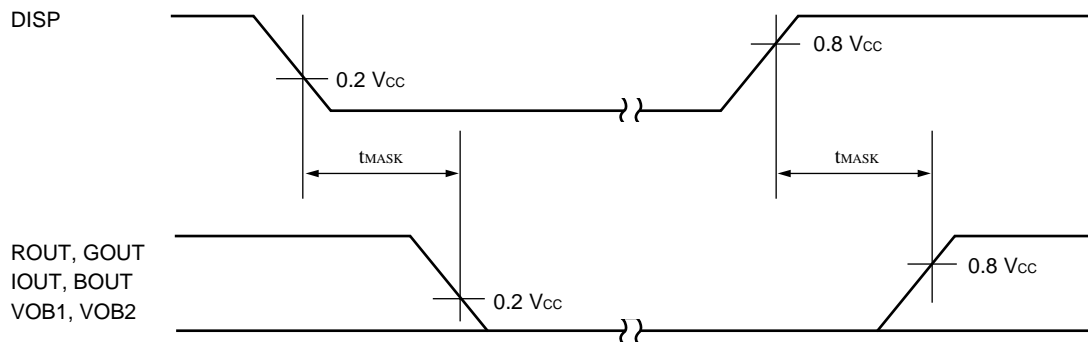 DISP
0.8 VCC
0.2 VCC
tMASK
tMASK
ROUT, GOUT
IOUT, BOUT
VOB1, VOB2
0.8 VCC
0.2 VCC